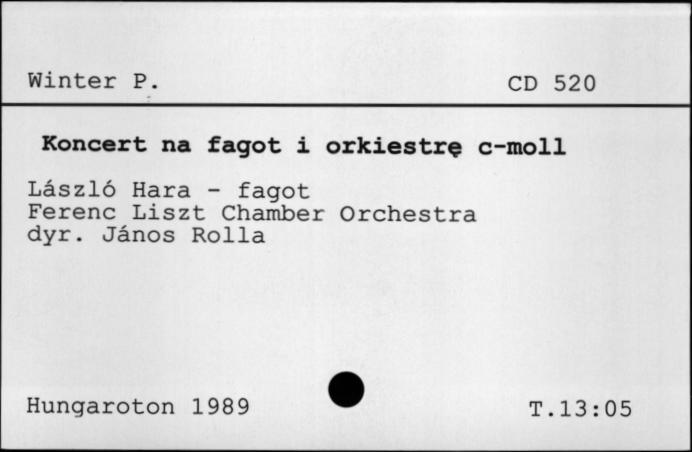 Winter P.
CD 520
Koncert na fagot i orkiestrę c-moll
László Hara - fagot
Ferenc Liszt Chamber Orchestra
dyr. János Rolla
Hungaroton 1989
T.13:05